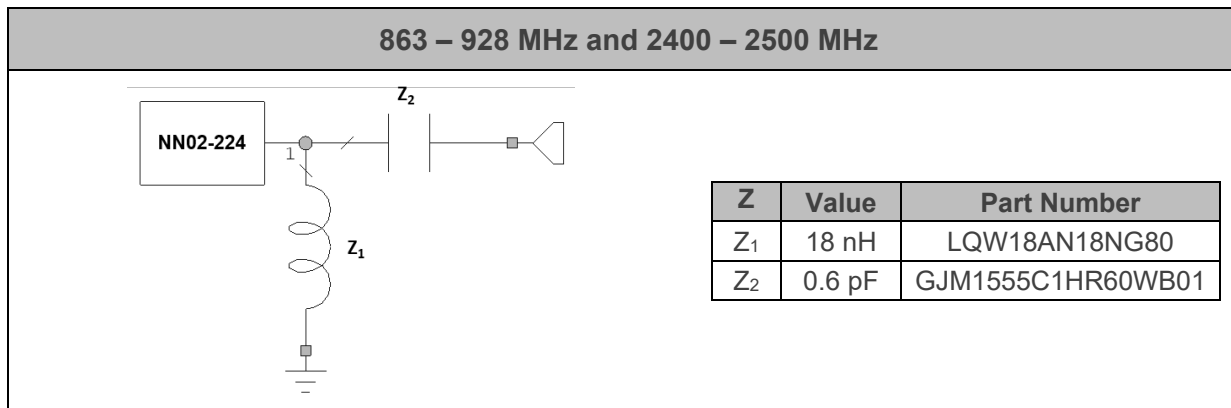 863 – 928 MHz and 2400 – 2500 MHz
Z₂
NN02-224
1
Z₁
Z Value Part Number
Z₁ 18 nH LQW18AN18NG80
Z₂ 0.6 pF GJM1555C1HR60WB01